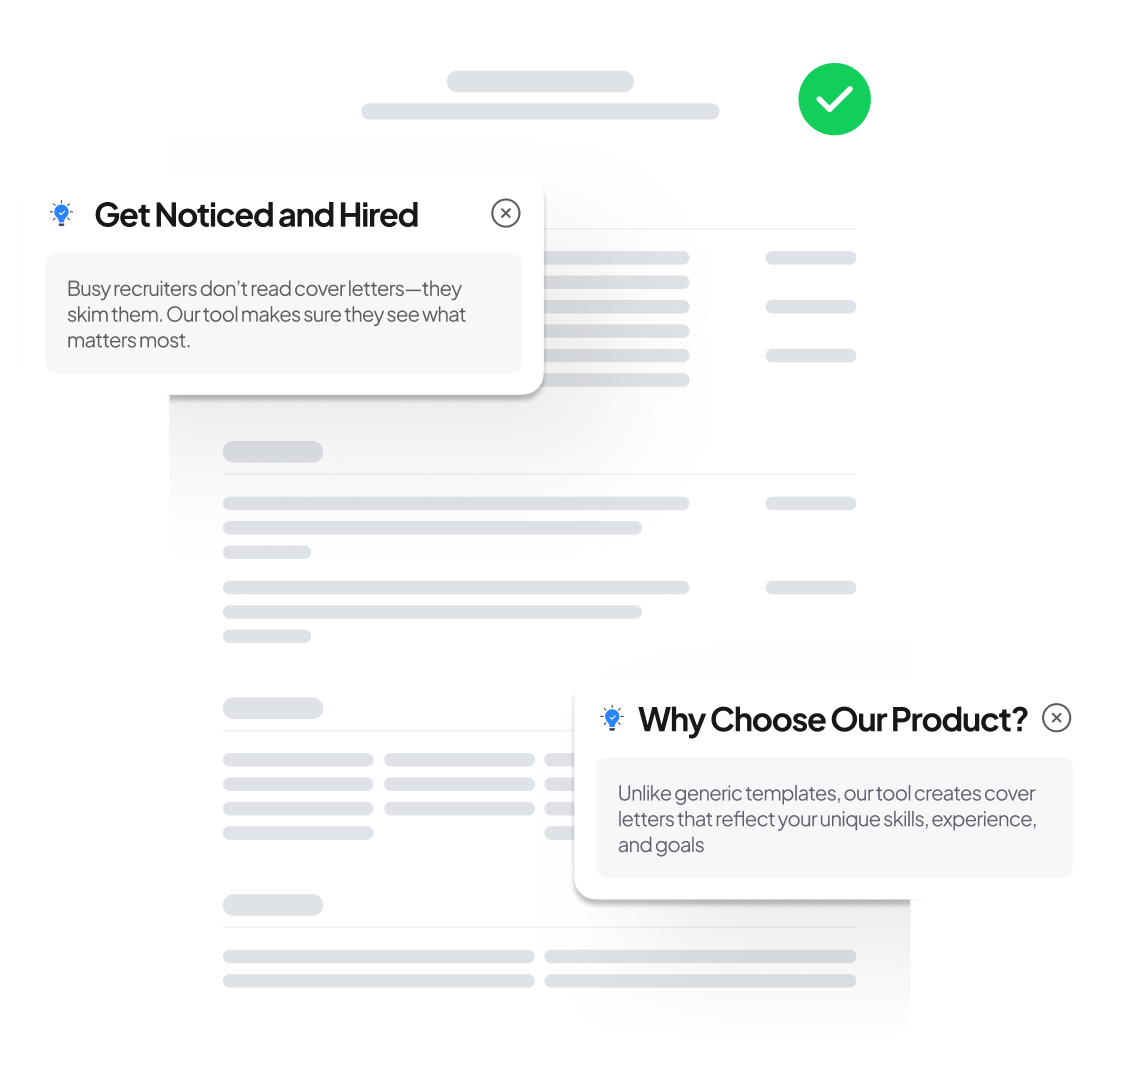 Get Noticed and Hired
Busy recruiters don’t read cover letters—they
skim them. Our tool makes sure they see what
matters most.
Why Choose Our Product?
Unlike generic templates, our tool creates cover
letters that reflect your unique skills, experience,
and goals